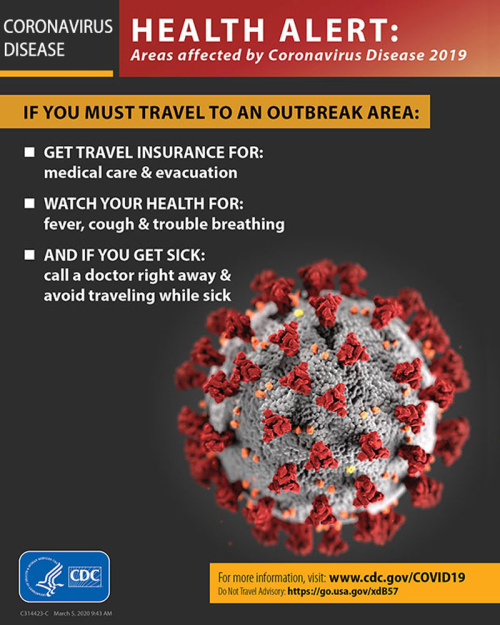 CORONAVIRUS
DISEASE
HEALTH ALERT:
Areas affected by Coronavirus Disease 2019
IF YOU MUST TRAVEL TO AN OUTBREAK AREA:
GET TRAVEL INSURANCE FOR:
medical care & evacuation
WATCH YOUR HEALTH FOR:
fever, cough & trouble breathing
AND IF YOU GET SICK:
call a doctor right away &
avoid traveling while sick
CDC
For more information, visit: www.cdc.gov/COVID19
Do Not Travel Advisory: https://go.usa.gov/xdB57
C314423-C March 5, 2020 9:43 AM